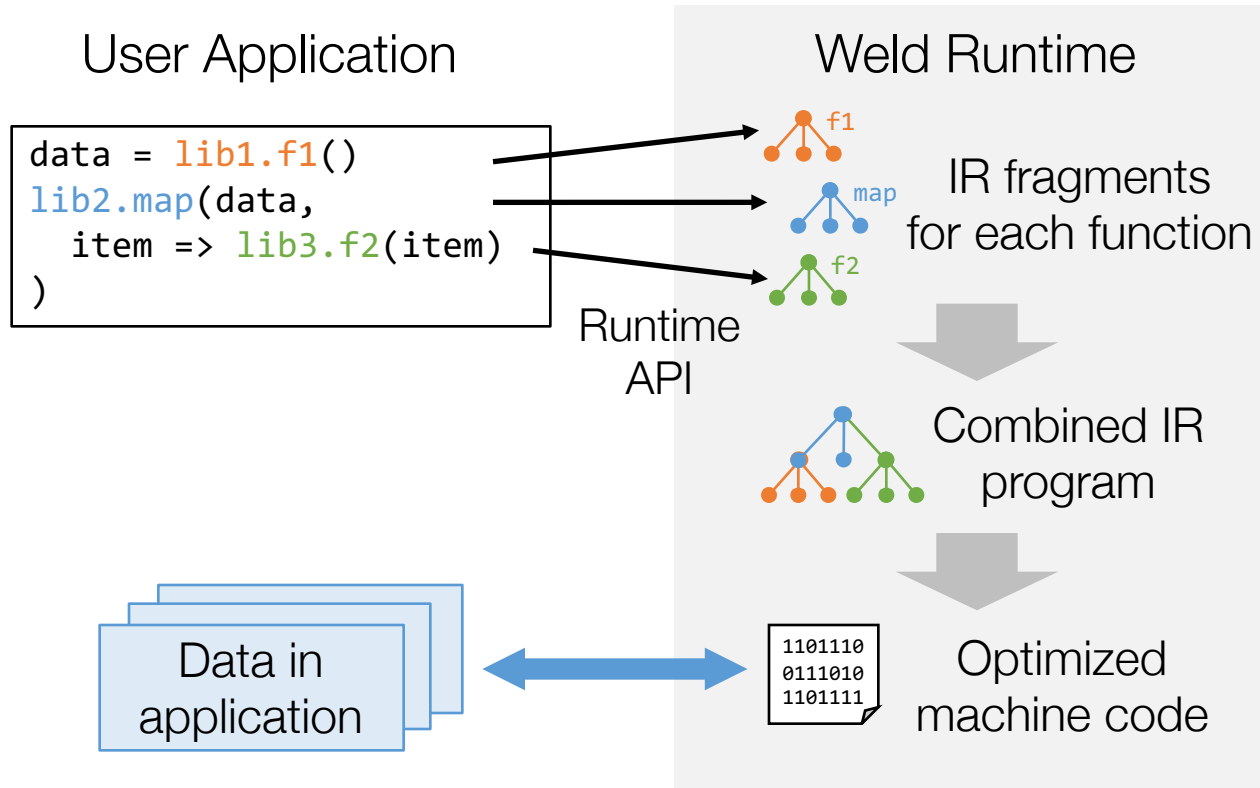 User Application
Weld Runtime
data = lib1.f1()
lib2.map(data,
  item => lib3.f2(item)
)
f1
map
f2
IR fragments
for each function
Runtime
API
Combined IR
program
Data in
application
1101110
0111010
1101111
Optimized
machine code